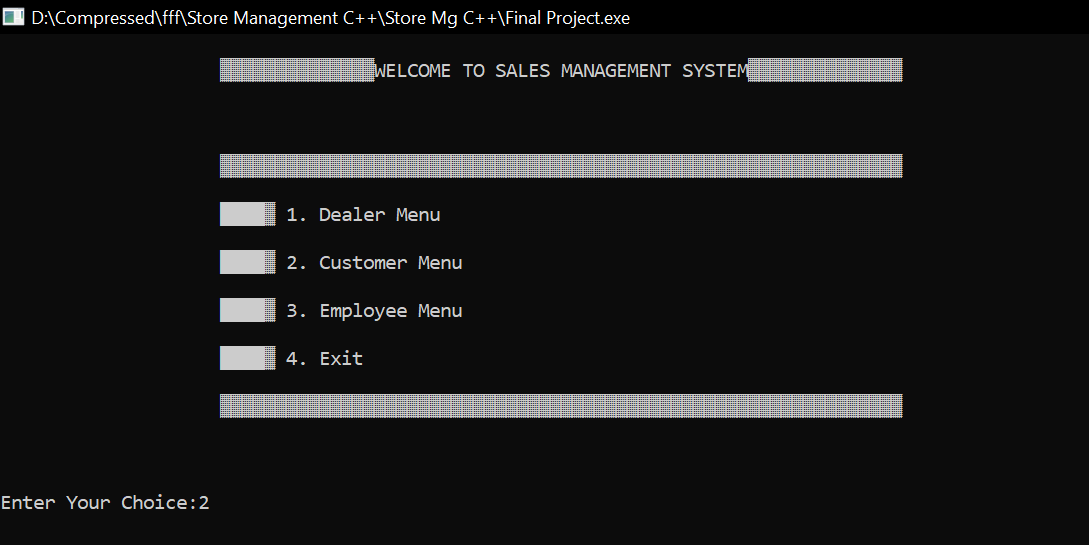 D:\Compressed\fff\Store Management C++\Store Mg C++\Final Project.exe
WELCOME TO SALES MANAGEMENT SYSTEM
1. Dealer Menu
2. Customer Menu
3. Employee Menu
4. Exit
Enter Your Choice:2